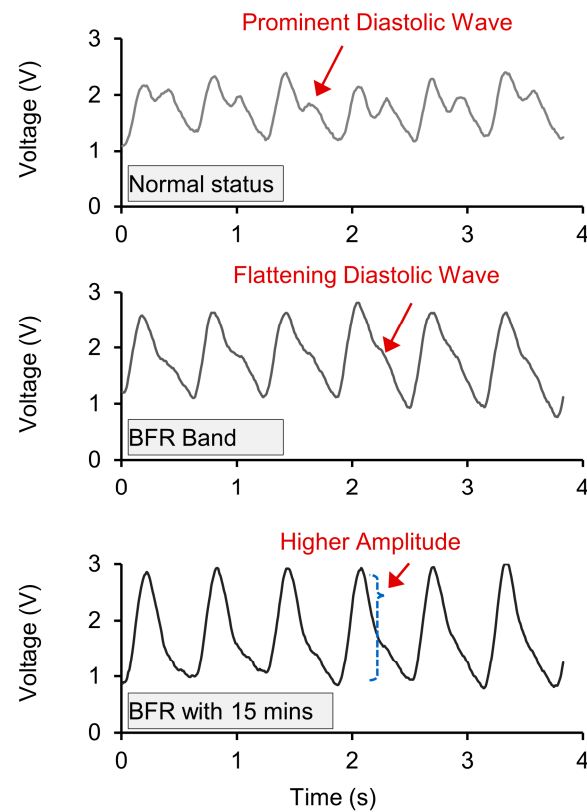 Prominent Diastolic Wave
Voltage (V)
3
2
1
0
Normal status
0 1 2 3 4
Flattening Diastolic Wave
Voltage (V)
3
2
1
0
BFR Band
0 1 2 3 4
Higher Amplitude
Voltage (V)
3
2
1
0
BFR with 15 mins
0 1 2 3 4
Time (s)